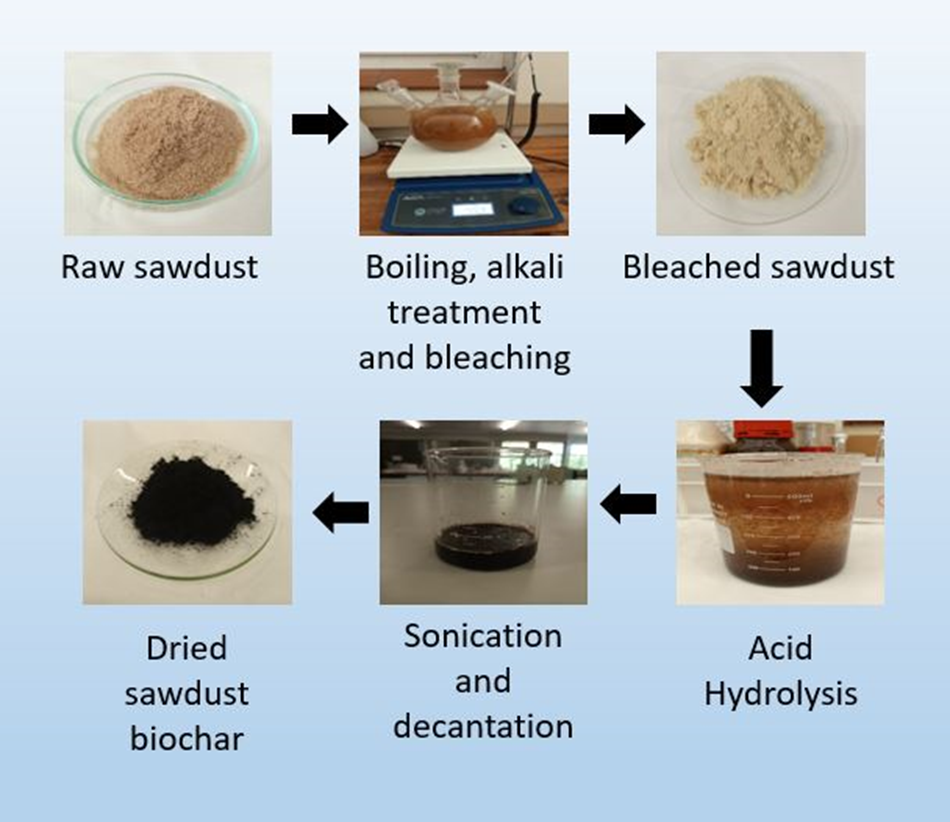 Raw sawdust
Boiling, alkali
treatment
and bleaching
Bleached sawdust
Dried
sawdust
biochar
Sonication
and
decantation
Acid
Hydrolysis